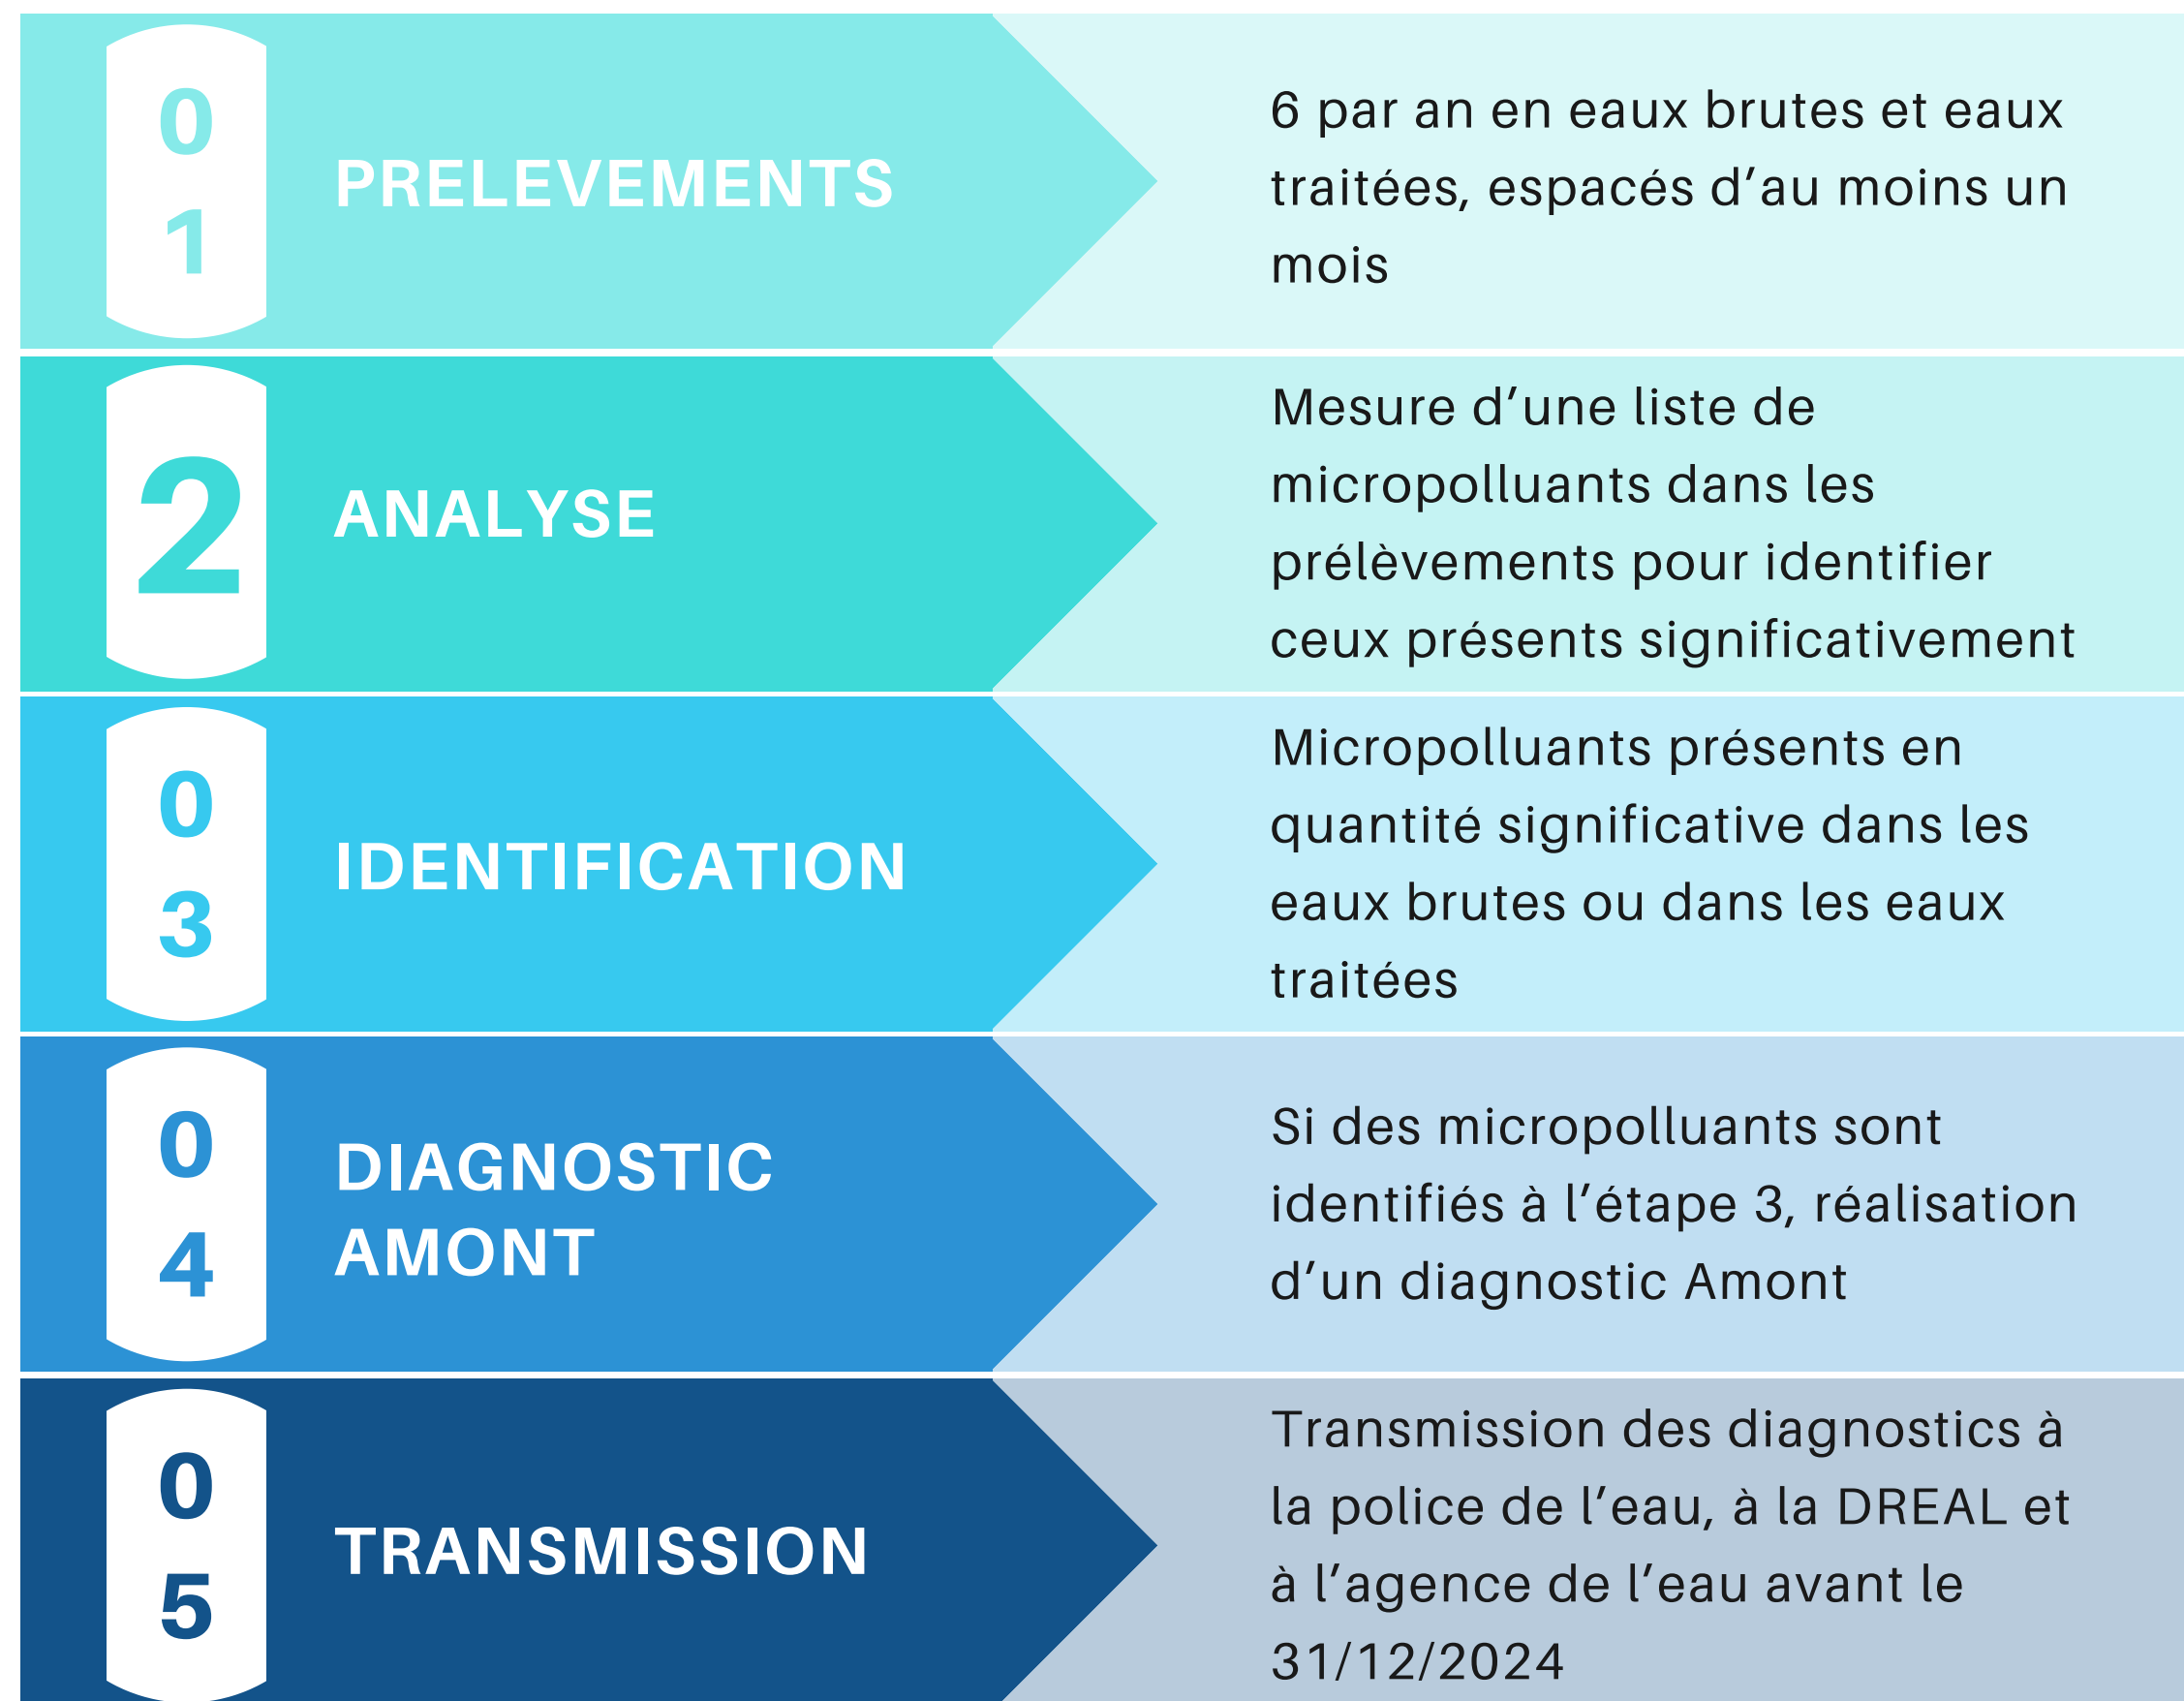 0
1
PRELEVEMENTS
6 par an en eaux brutes et eaux
traitées, espacés d’au moins un
mois
2
ANALYSE
Mesure d’une liste de
micropolluants dans les
prélèvements pour identifier
ceux présents significativement
0
3
IDENTIFICATION
Micropolluants présents en
quantité significative dans les
eaux brutes ou dans les eaux
traitées
0
4
DIAGNOSTIC
AMONT
Si des micropolluants sont
identifiés à l’étape 3, réalisation
d’un diagnostic Amont
0
5
TRANSMISSION
Transmission des diagnostics à
la police de l’eau, à la DREAL et
à l’agence de l’eau avant le
31/12/2024